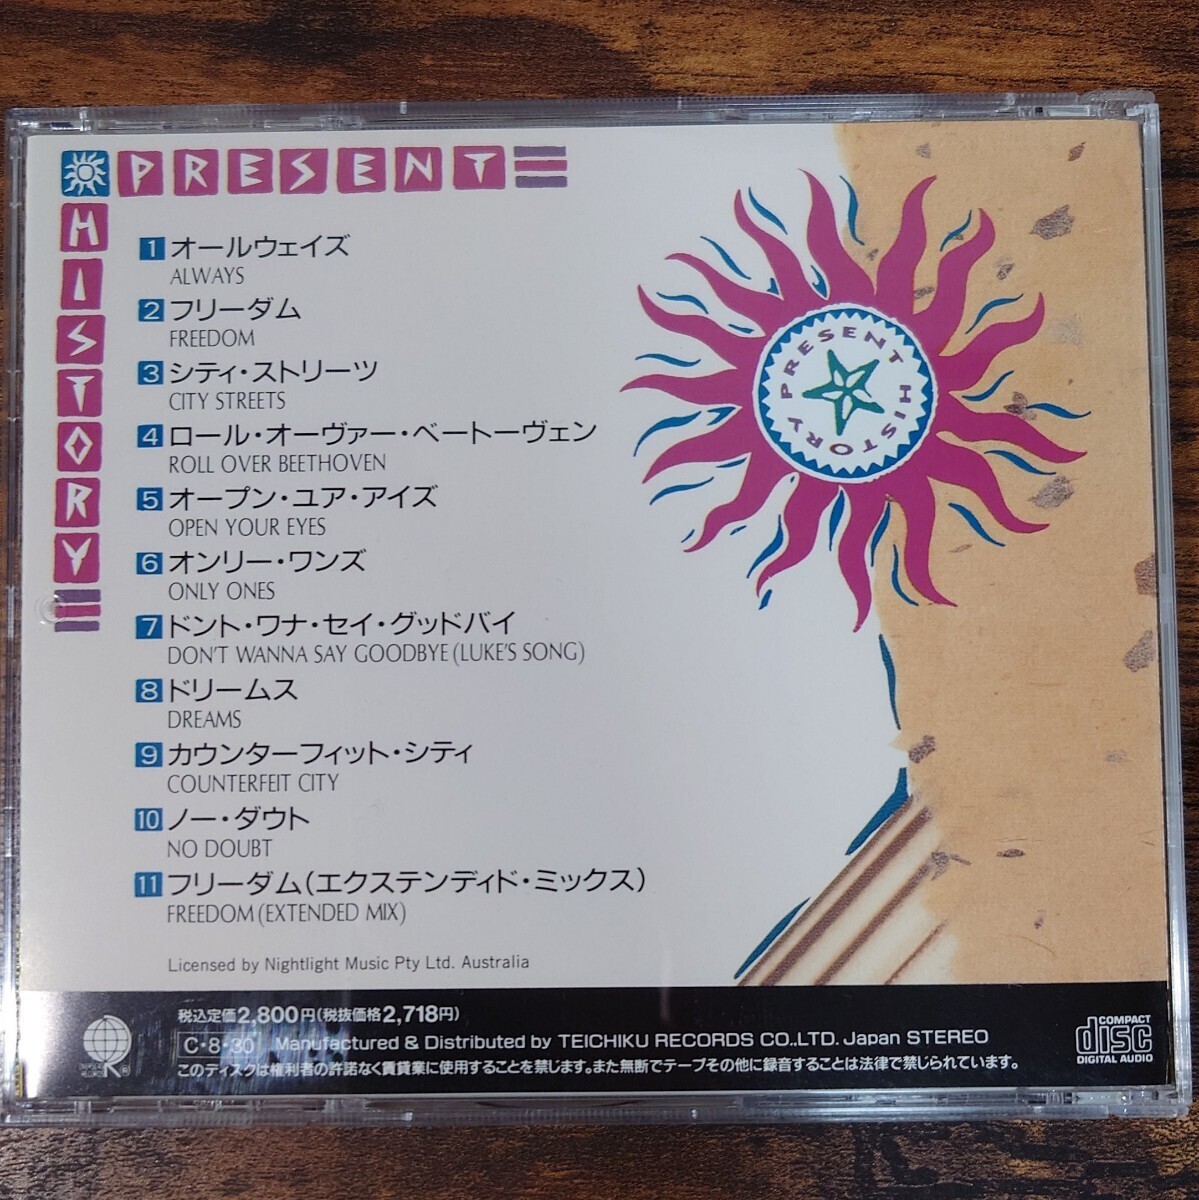 PRESENT
HISTORY
1 オールウェイズ
ALWAYS
2 フリーダム
FREEDOM
3 シティ・ストリーツ
CITY STREETS
4 ロール・オーヴァー・ベートーヴェン
ROLL OVER BEETHOVEN
5 オープン・ユア・アイズ
OPEN YOUR EYES
6 オンリー・ワンズ
ONLY ONES
7 ドント・ワナ・セイ・グッドバイ
DON'T WANNA SAY GOODBYE (LUKE'S SONG)
8 ドリームス
DREAMS
9 カウンターフィット・シティ
COUNTERFEIT CITY
10 ノー・ダウト
NO DOUBT
11 フリーダム(エクステンディド・ミックス)
FREEDOM (EXTENDED MIX)
Licensed by Nightlight Music Pty Ltd. Australia
PRESENT HISTORY
税込定価2,800円(税抜価格2,718円)
C・8・30 Manufactured & Distributed by TEICHIKU RECORDS CO.,LTD. Japan STEREO
このディスクは権利者の許諾なく賃貸業に使用することを禁じます。また無断でテープその他に録音することは法律で禁じられています。
COMPACT
disc
DIGITAL AUDIO